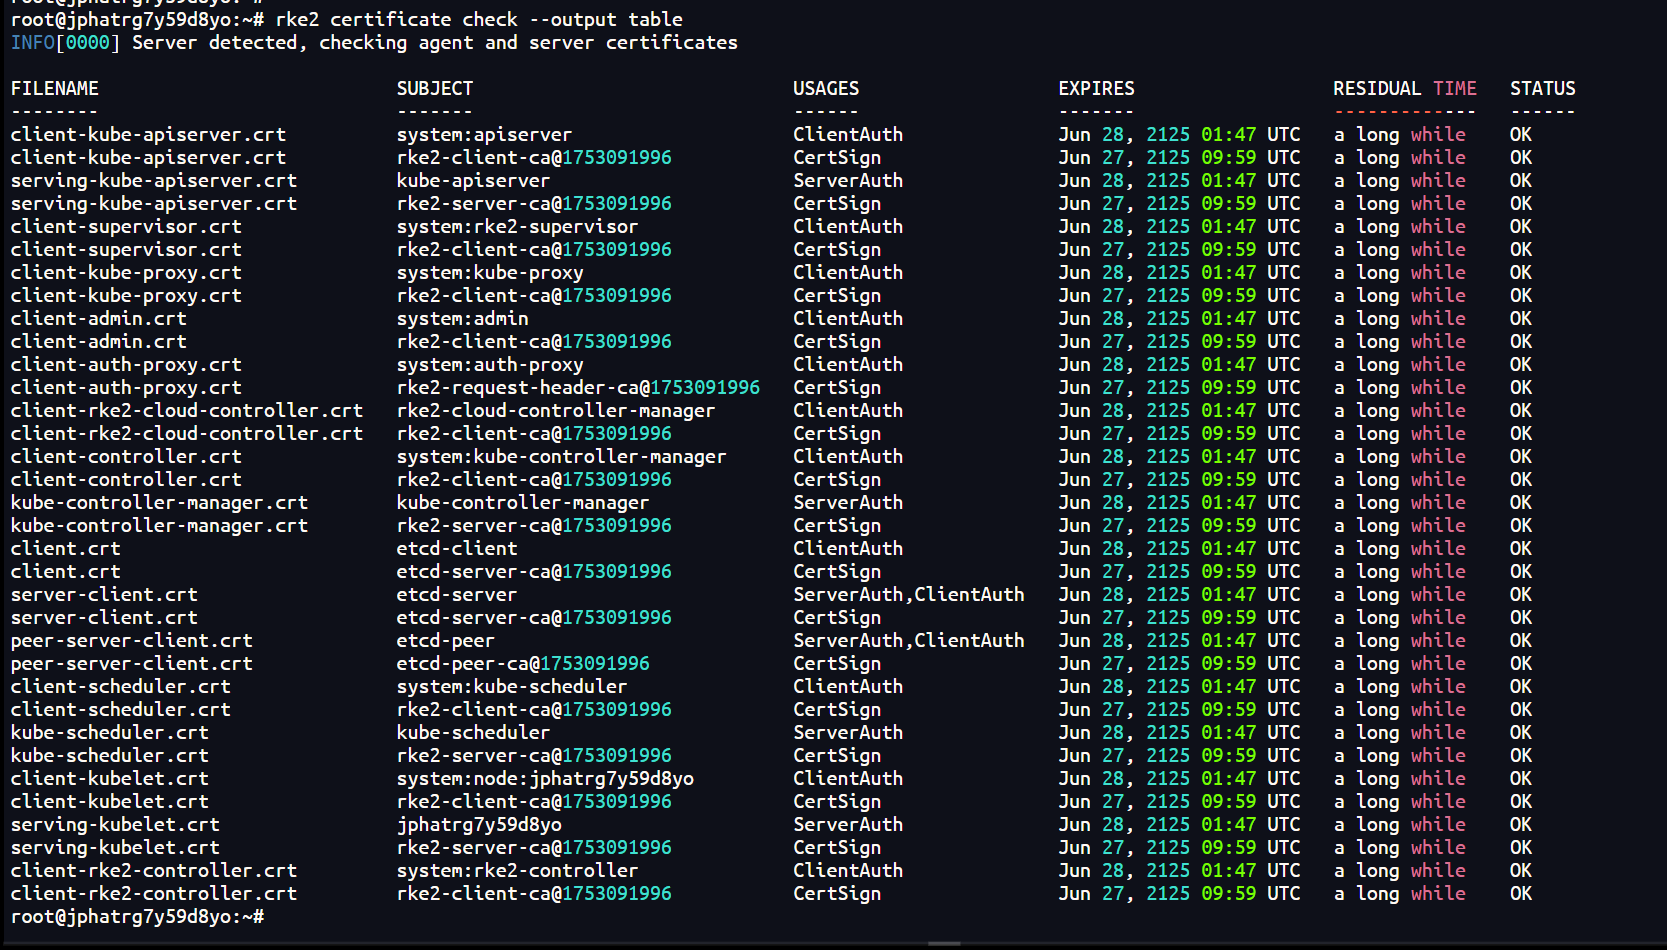 root@jphatrg7y59d8yo:~# rke2 certificate check --output table
INFO[0000] Server detected, checking agent and server certificates
FILENAME SUBJECT USAGES EXPIRES RESIDUAL TIME STATUS
-------- ------- ------ ------- ------------- ------
client-kube-apiserver.crt system:apiserver ClientAuth Jun 28, 2125 01:47 UTC a long while OK
client-kube-apiserver.crt rke2-client-ca@1753091996 CertSign Jun 27, 2125 09:59 UTC a long while OK
serving-kube-apiserver.crt kube-apiserver ServerAuth Jun 28, 2125 01:47 UTC a long while OK
serving-kube-apiserver.crt rke2-server-ca@1753091996 CertSign Jun 27, 2125 09:59 UTC a long while OK
client-supervisor.crt system:rke2-supervisor ClientAuth Jun 28, 2125 01:47 UTC a long while OK
client-supervisor.crt rke2-client-ca@1753091996 CertSign Jun 27, 2125 09:59 UTC a long while OK
client-kube-proxy.crt system:kube-proxy ClientAuth Jun 28, 2125 01:47 UTC a long while OK
client-kube-proxy.crt rke2-client-ca@1753091996 CertSign Jun 27, 2125 09:59 UTC a long while OK
client-admin.crt system:admin ClientAuth Jun 28, 2125 01:47 UTC a long while OK
client-admin.crt rke2-client-ca@1753091996 CertSign Jun 27, 2125 09:59 UTC a long while OK
client-auth-proxy.crt system:auth-proxy ClientAuth Jun 28, 2125 01:47 UTC a long while OK
client-auth-proxy.crt rke2-request-header-ca@1753091996 CertSign Jun 27, 2125 09:59 UTC a long while OK
client-rke2-cloud-controller.crt rke2-cloud-controller-manager ClientAuth Jun 28, 2125 01:47 UTC a long while OK
client-rke2-cloud-controller.crt rke2-client-ca@1753091996 CertSign Jun 27, 2125 09:59 UTC a long while OK
client-controller.crt system:kube-controller-manager ClientAuth Jun 28, 2125 01:47 UTC a long while OK
client-controller.crt rke2-client-ca@1753091996 CertSign Jun 27, 2125 09:59 UTC a long while OK
kube-controller-manager.crt kube-controller-manager ServerAuth Jun 28, 2125 01:47 UTC a long while OK
kube-controller-manager.crt rke2-server-ca@1753091996 CertSign Jun 27, 2125 09:59 UTC a long while OK
client.crt etcd-client ClientAuth Jun 28, 2125 01:47 UTC a long while OK
client.crt etcd-server-ca@1753091996 CertSign Jun 27, 2125 09:59 UTC a long while OK
server-client.crt etcd-server ServerAuth,ClientAuth Jun 28, 2125 01:47 UTC a long while OK
server-client.crt etcd-server-ca@1753091996 CertSign Jun 27, 2125 09:59 UTC a long while OK
peer-server-client.crt etcd-peer ServerAuth,ClientAuth Jun 28, 2125 01:47 UTC a long while OK
peer-server-client.crt etcd-peer-ca@1753091996 CertSign Jun 27, 2125 09:59 UTC a long while OK
client-scheduler.crt system:kube-scheduler ClientAuth Jun 28, 2125 01:47 UTC a long while OK
client-scheduler.crt rke2-client-ca@1753091996 CertSign Jun 27, 2125 09:59 UTC a long while OK
kube-scheduler.crt kube-scheduler ServerAuth Jun 28, 2125 01:47 UTC a long while OK
kube-scheduler.crt rke2-server-ca@1753091996 CertSign Jun 27, 2125 09:59 UTC a long while OK
client-kubelet.crt system:node:jphatrg7y59d8yo ClientAuth Jun 28, 2125 01:47 UTC a long while OK
client-kubelet.crt rke2-client-ca@1753091996 CertSign Jun 27, 2125 09:59 UTC a long while OK
serving-kubelet.crt jphatrg7y59d8yo ServerAuth Jun 28, 2125 01:47 UTC a long while OK
serving-kubelet.crt rke2-server-ca@1753091996 CertSign Jun 27, 2125 09:59 UTC a long while OK
client-rke2-controller.crt system:rke2-controller ClientAuth Jun 28, 2125 01:47 UTC a long while OK
client-rke2-controller.crt rke2-client-ca@1753091996 CertSign Jun 27, 2125 09:59 UTC a long while OK
root@jphatrg7y59d8yo:~#